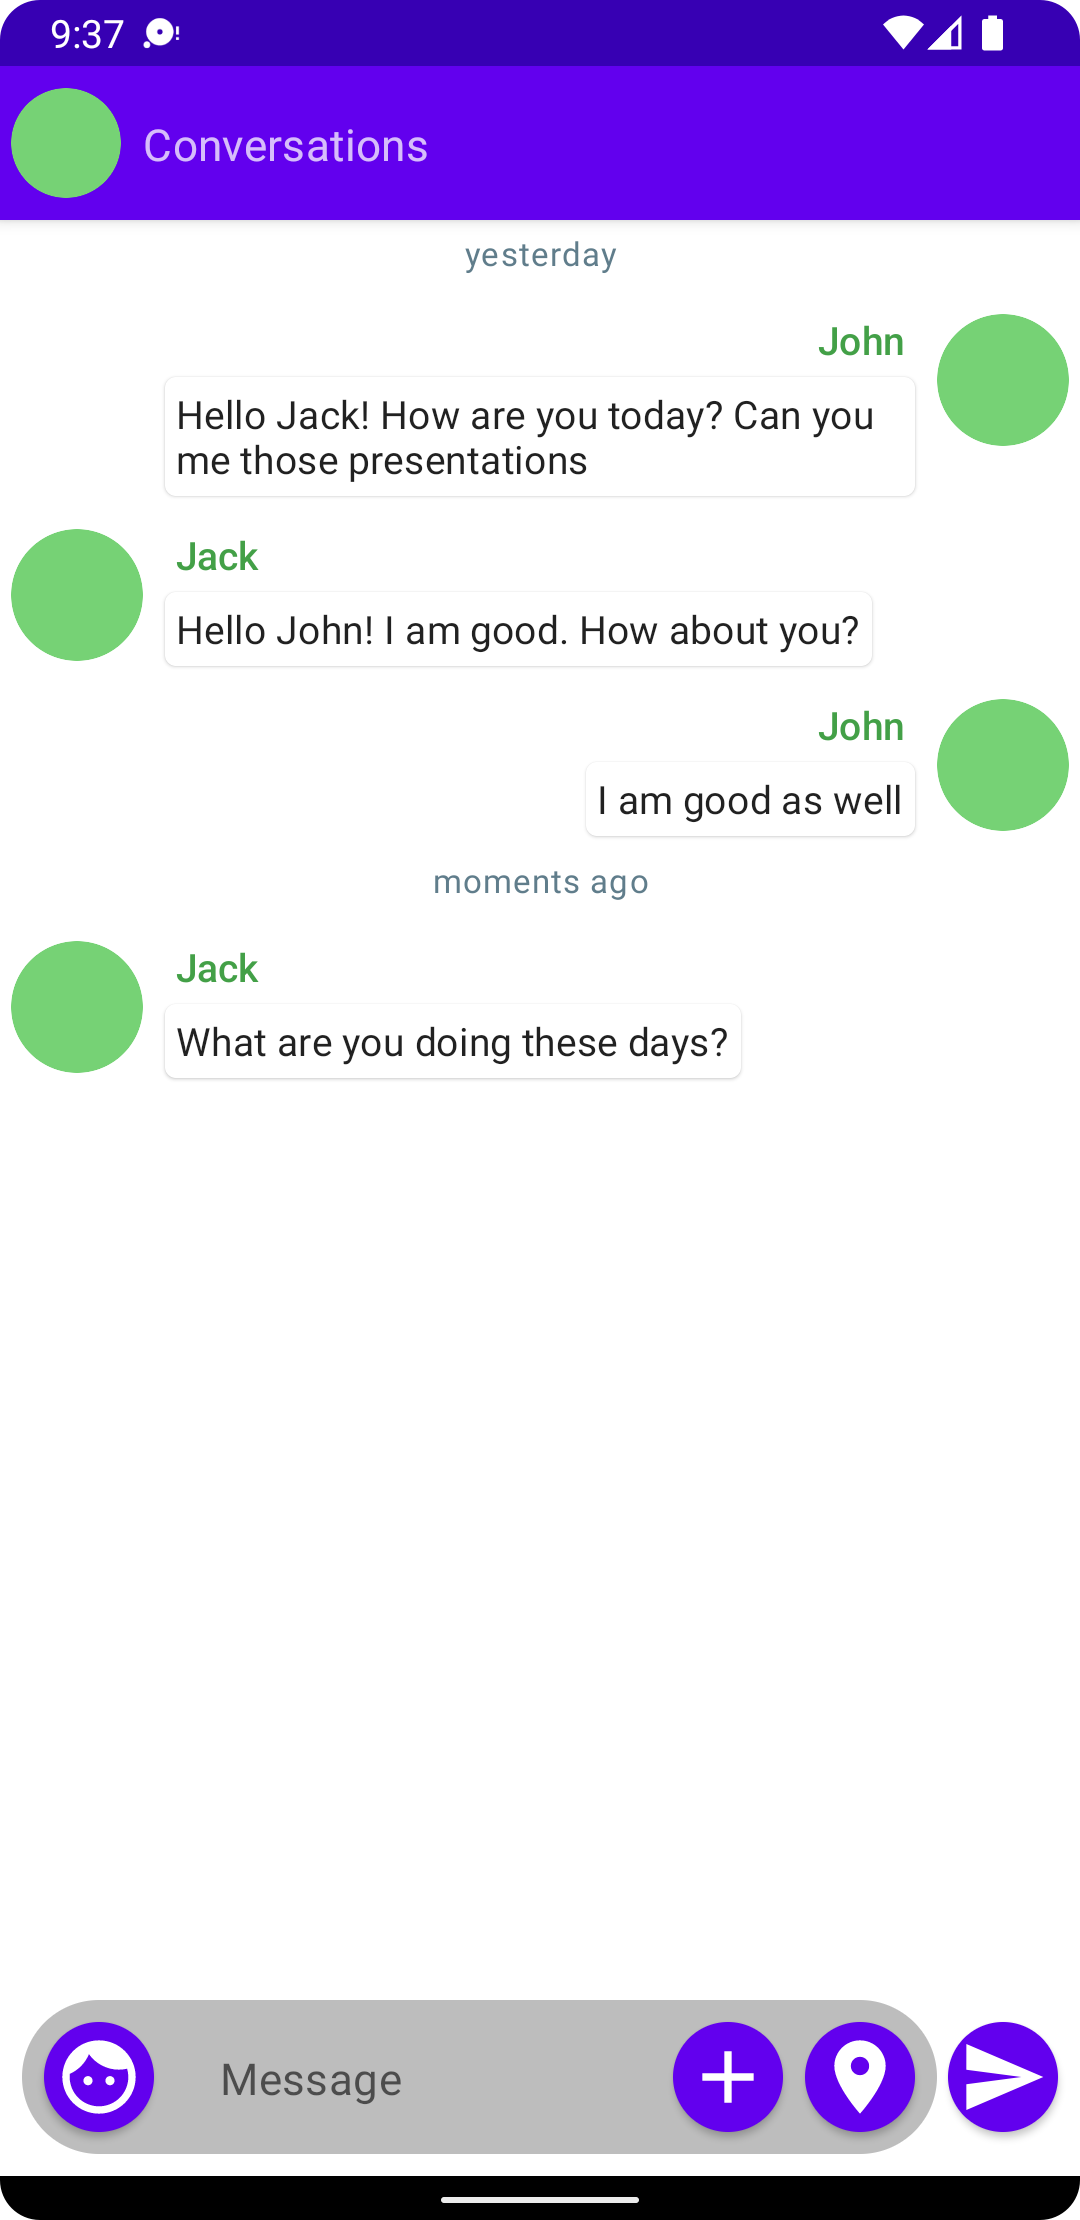 9:37
Conversations
yesterday
John
Hello Jack! How are you today? Can you
me those presentations
Jack
Hello John! I am good. How about you?
John
I am good as well
moments ago
Jack
What are you doing these days?
Message